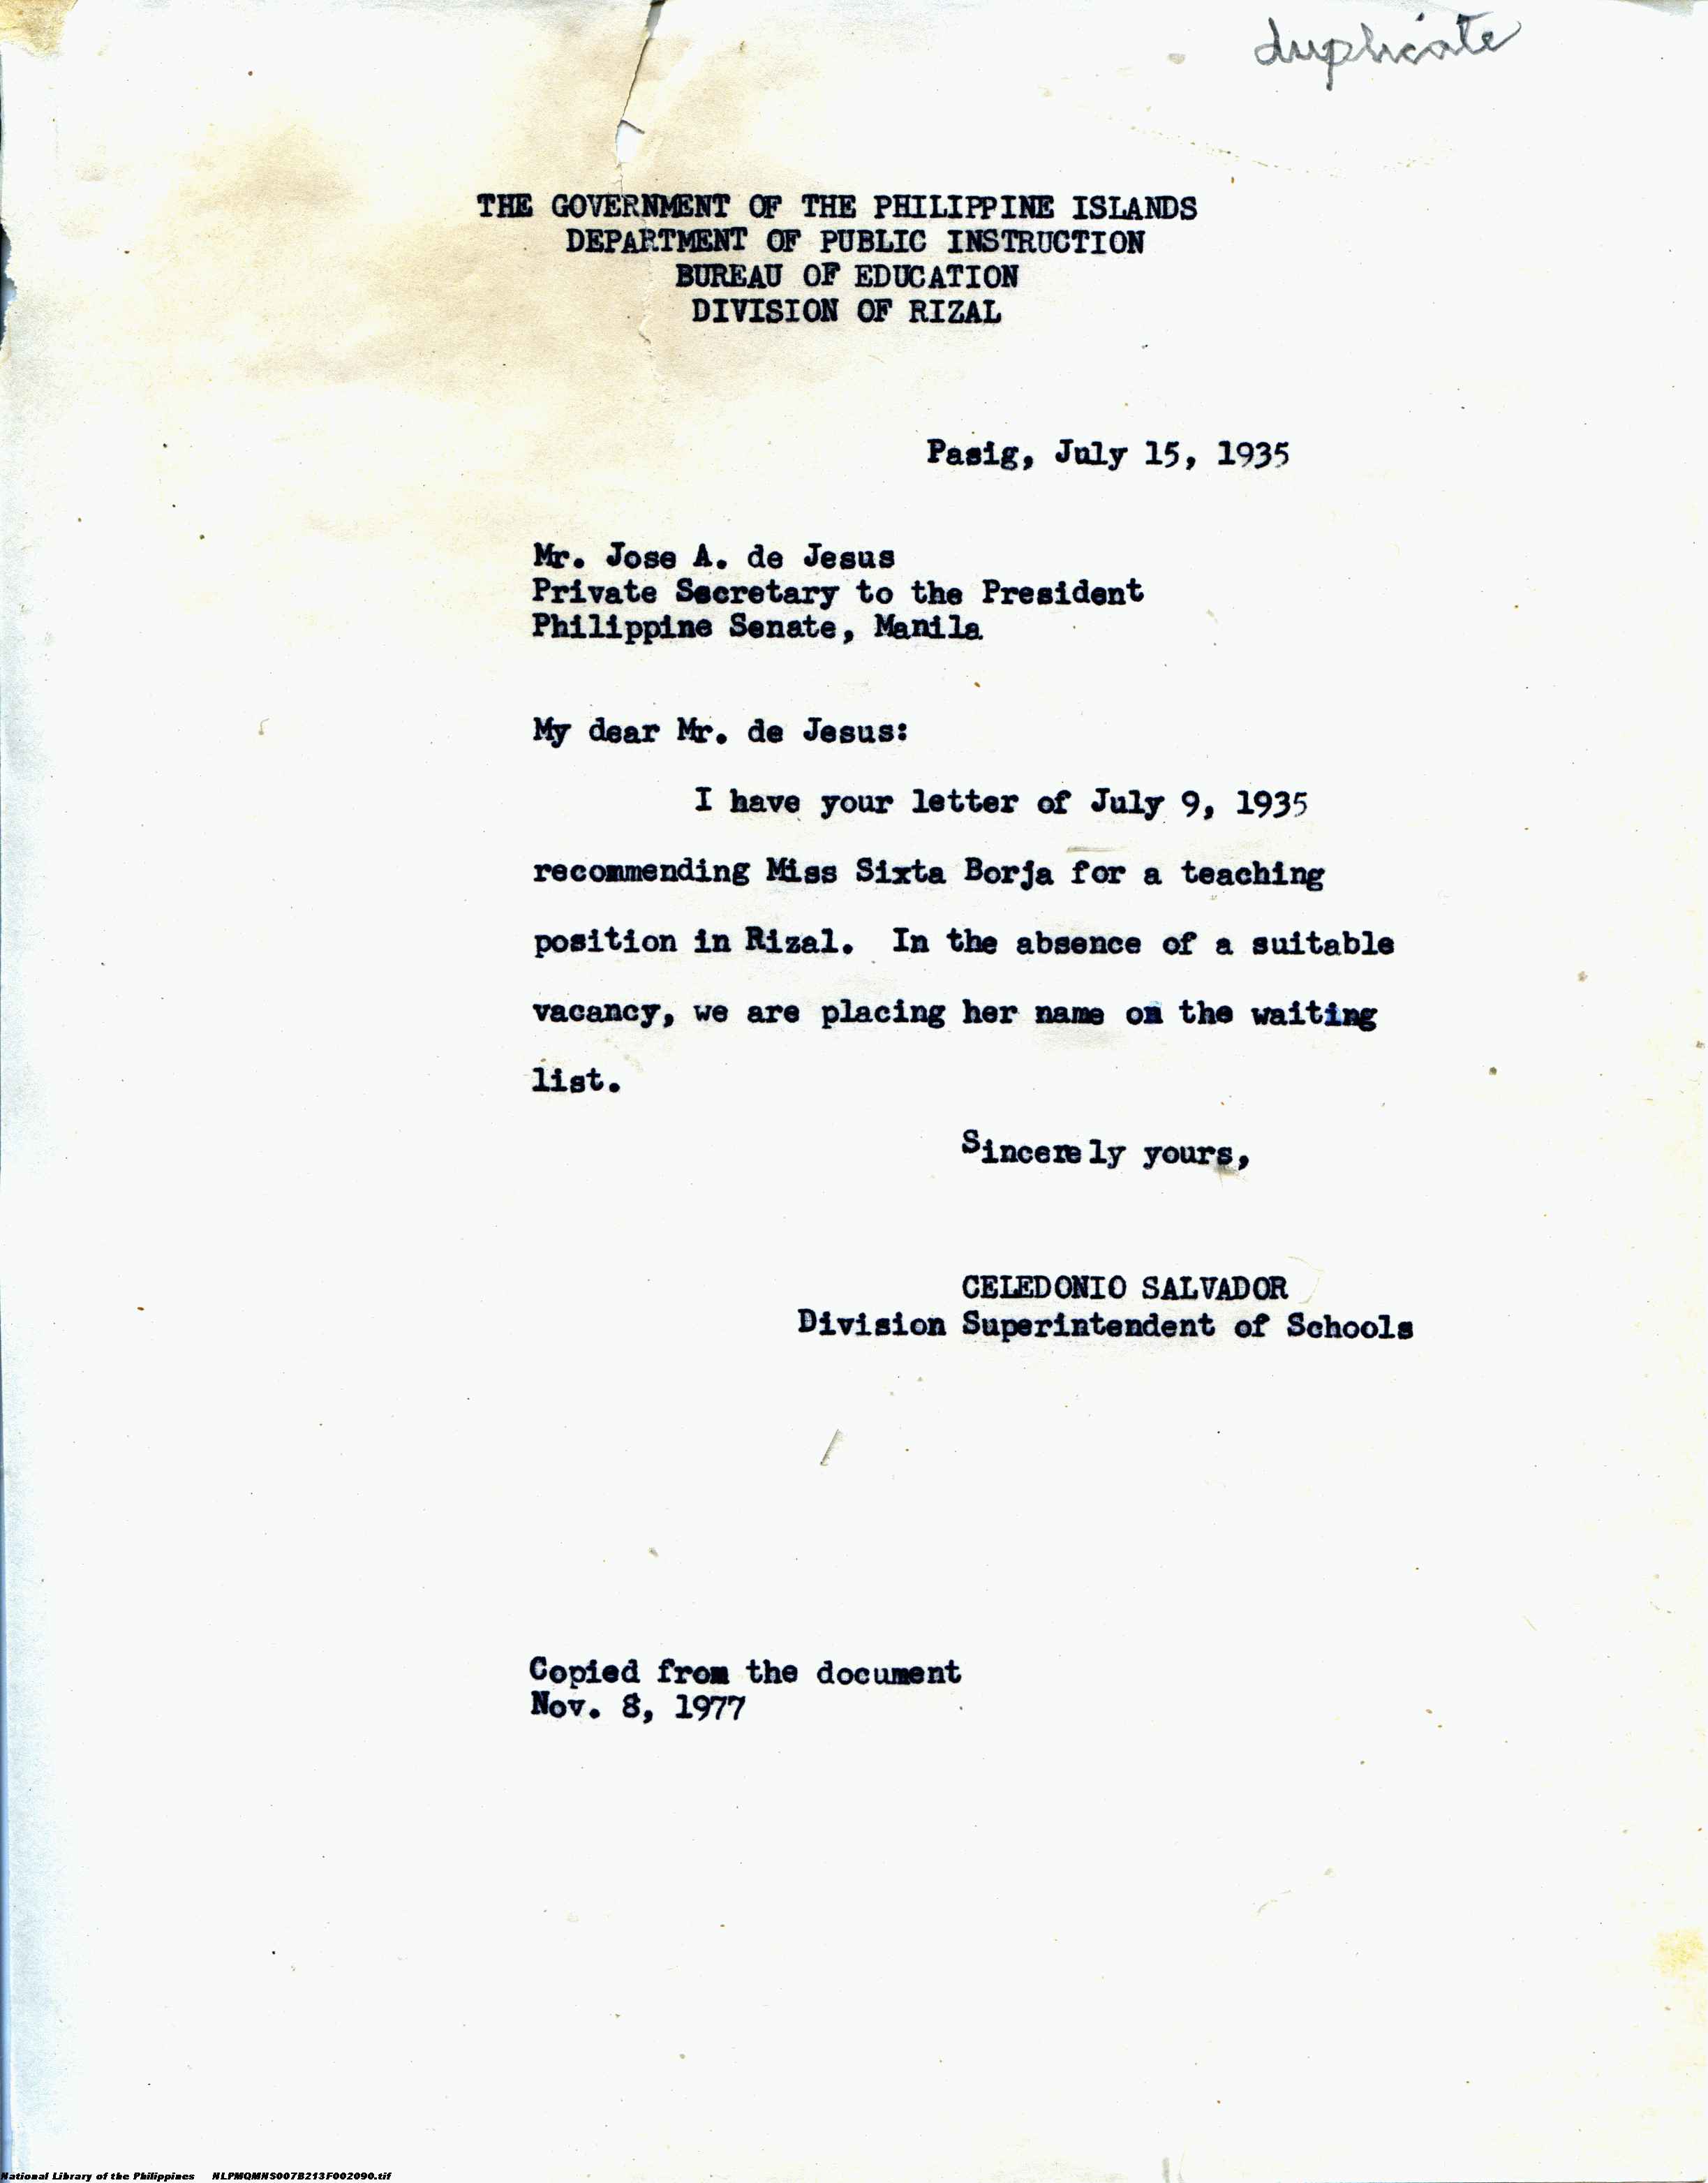 duplicate
THE GOVERNMENT OF THE PHILIPPINE ISLANDS
DEPARTMENT OF PUBLIC INSTRUCTION
BUREAU OF EDUCATION
DIVISION OF RIZAL
Pasig, July 15, 1935
Mr. Jose A. de Jesus
Private Secretary to the President
Philippine Senate, Manila
My dear Mr. de Jesus:
I have your letter of July 9, 1935
recommending Miss Sixta Borja for a teaching
position in Rizal. In the absence of a suitable
vacancy, we are placing her name on the waiting
list.
Sincerely yours,
CELEDONIO SALVADOR
Division Superintendent of Schools
Copied from the document
Nov. 8, 1977
National Library of the Philippines NLPMQMNS007B213F002090.tif